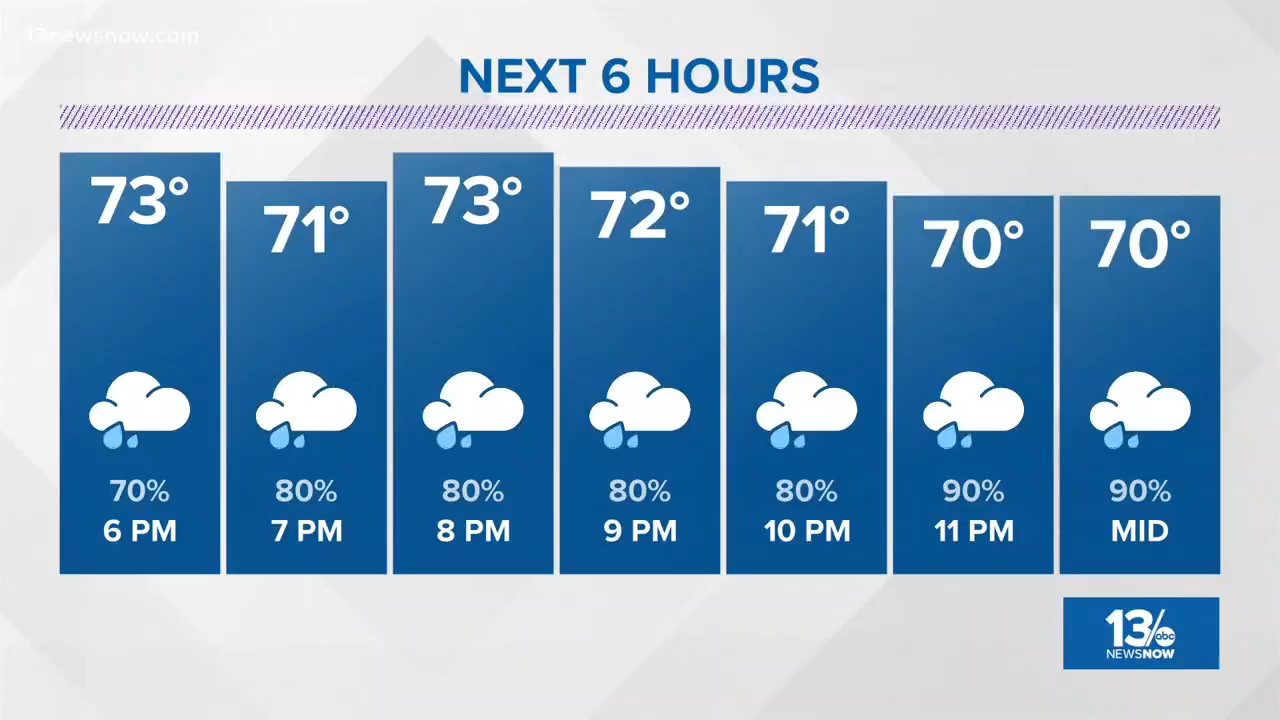 13newsnow.com
NEXT 6 HOURS
73° 71° 73° 72° 71° 70° 70°
70% 80% 80% 80% 80% 90% 90%
6 PM 7 PM 8 PM 9 PM 10 PM 11 PM MID
13 abc
NEWSNOW